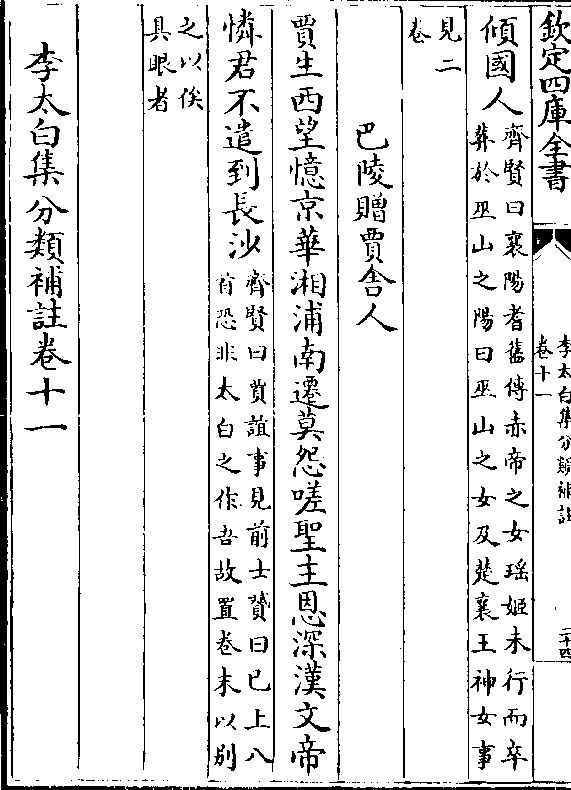 欽定四庫全書
李太白集分類補註
卷十一
二十四
傾國人
齊賢曰襄陽耆舊傳赤帝之女瑶姬未行而卒
葬於巫山之陽曰巫山之女及楚襄王神女事
見二
卷
巴陵贈賈舍人
賈生西望憶京華湘浦南遷莫怨嗟聖主恩深漢文帝
憐君不遣到長沙
齊賢曰賈誼事見前士贇曰已上八
首恐非太白之作吾故置卷末以别
之以俟
具眼者
李太白集分類補註卷十一